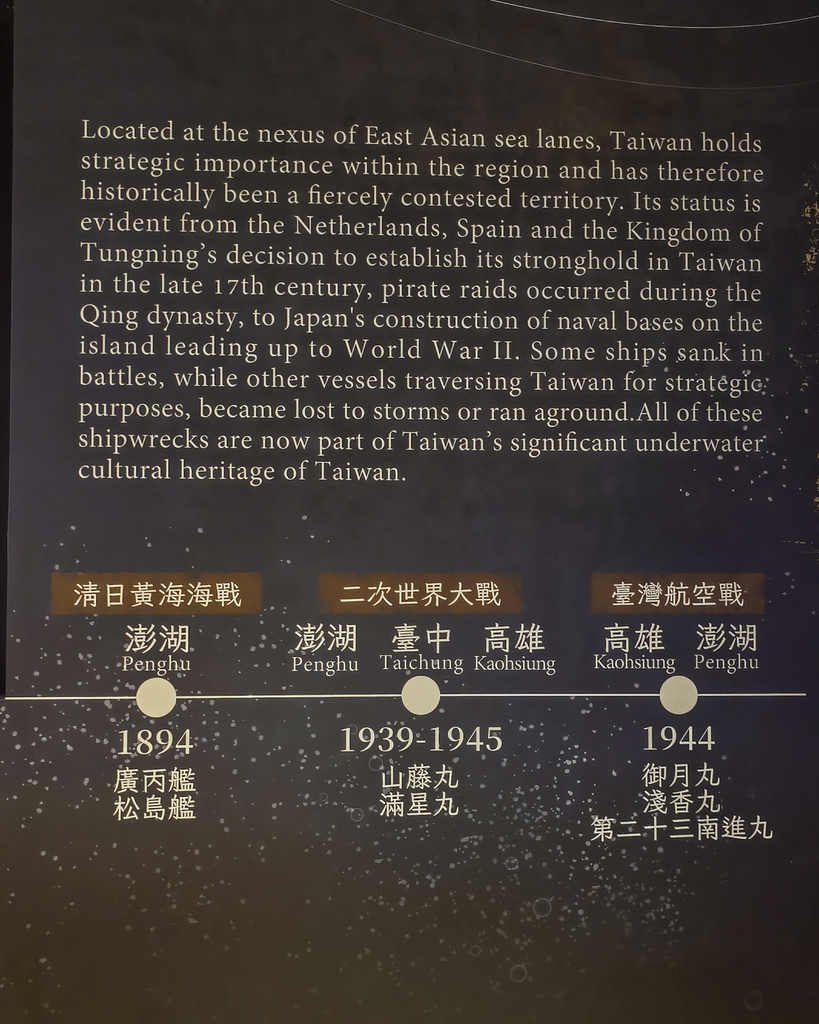 Located at the nexus of East Asian sea lanes, Taiwan holds
strategic importance within the region and has therefore
historically been a fiercely contested territory. Its status is
evident from the Netherlands, Spain and the Kingdom of
Tungning’s decision to establish its stronghold in Taiwan
in the late 17th century, pirate raids occurred during the
Qing dynasty, to Japan's construction of naval bases on the
island leading up to World War II. Some ships sank in
battles, while other vessels traversing Taiwan for strategic
purposes, became lost to storms or ran aground.All of these
shipwrecks are now part of Taiwan’s significant underwater
cultural heritage of Taiwan.
清日黃海海戰
澎湖
Penghu
1894
廣丙艦
松島艦
二次世界大戰
澎湖 臺中 高雄
Penghu Taichung Kaohsiung
1939-1945
山藤丸
滿星丸
臺灣航空戰
高雄 澎湖
Kaohsiung Penghu
1944
御月丸
淺香丸
第二十三南進丸